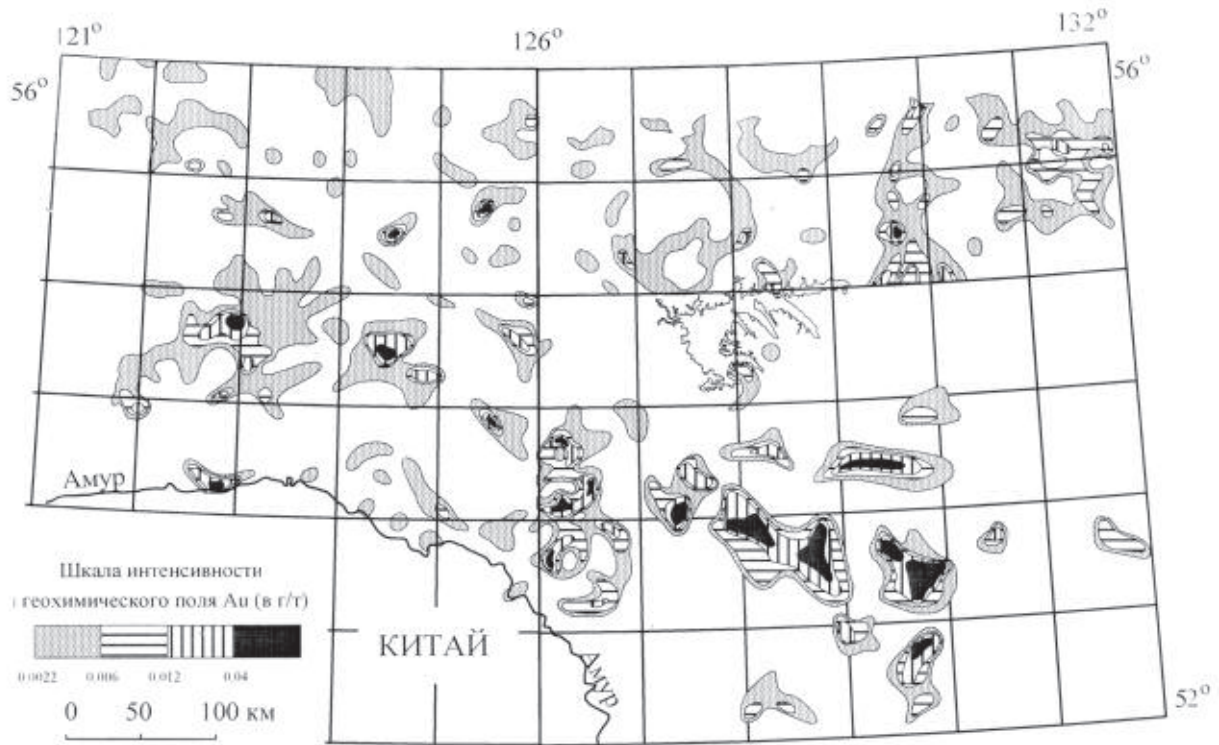 121° 126° 132°
56° 56°
Амур
Шкала интенсивности
геохимического поля Au (в г/т)
0.0022 0.006 0.012 0.04
0 50 100 км
КИТАЙ
Амур
52°